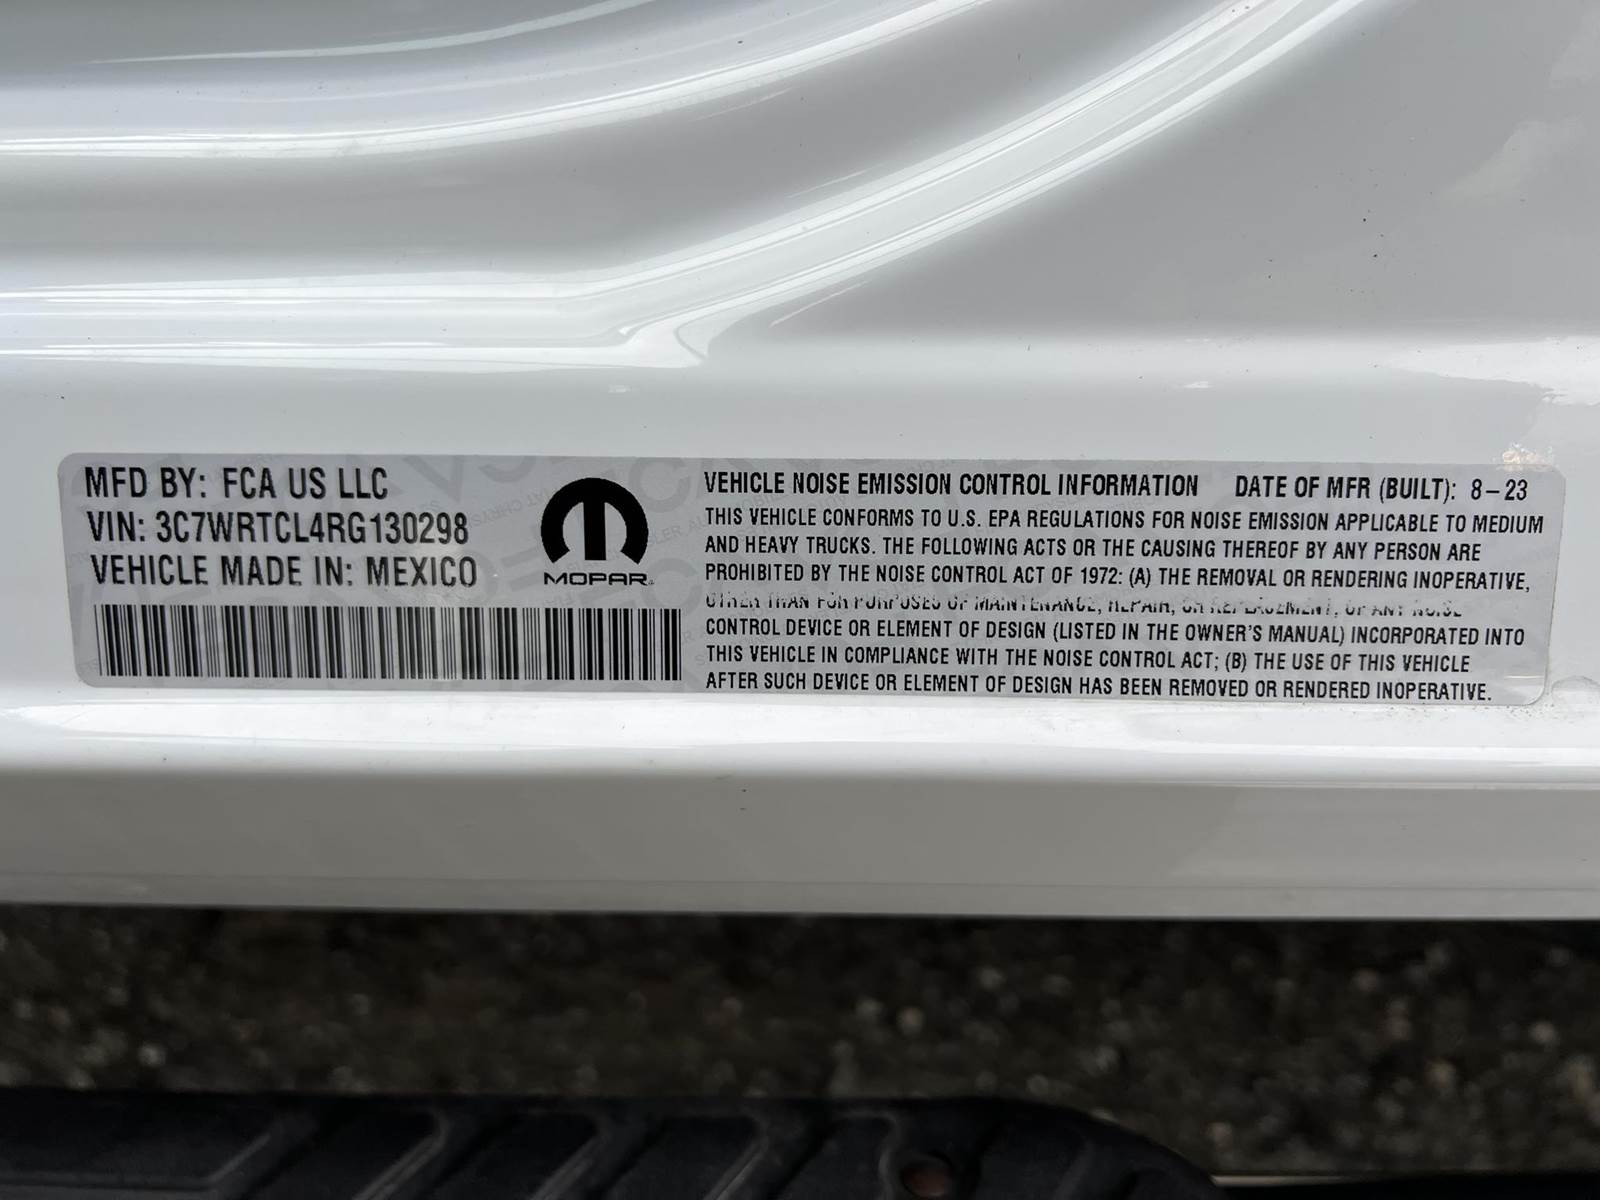 MFD BY: FCA US LLC
VIN: 3C7WRTCL4RG130298
VEHICLE MADE IN: MEXICO
MOPAR
VEHICLE NOISE EMISSION CONTROL INFORMATION DATE OF MFR (BUILT): 8-23
THIS VEHICLE CONFORMS TO U.S. EPA REGULATIONS FOR NOISE EMISSION APPLICABLE TO MEDIUM
AND HEAVY TRUCKS. THE FOLLOWING ACTS OR THE CAUSING THEREOF BY ANY PERSON ARE
PROHIBITED BY THE NOISE CONTROL ACT OF 1972: (A) THE REMOVAL OR RENDERING INOPERATIVE,
OTHER THAN FOR PURPOSES OF MAINTENANCE, REPAIR, OR REPLACEMENT, OF ANY NOISE
CONTROL DEVICE OR ELEMENT OF DESIGN (LISTED IN THE OWNER'S MANUAL) INCORPORATED INTO
THIS VEHICLE IN COMPLIANCE WITH THE NOISE CONTROL ACT; (B) THE USE OF THIS VEHICLE
AFTER SUCH DEVICE OR ELEMENT OF DESIGN HAS BEEN REMOVED OR RENDERED INOPERATIVE.